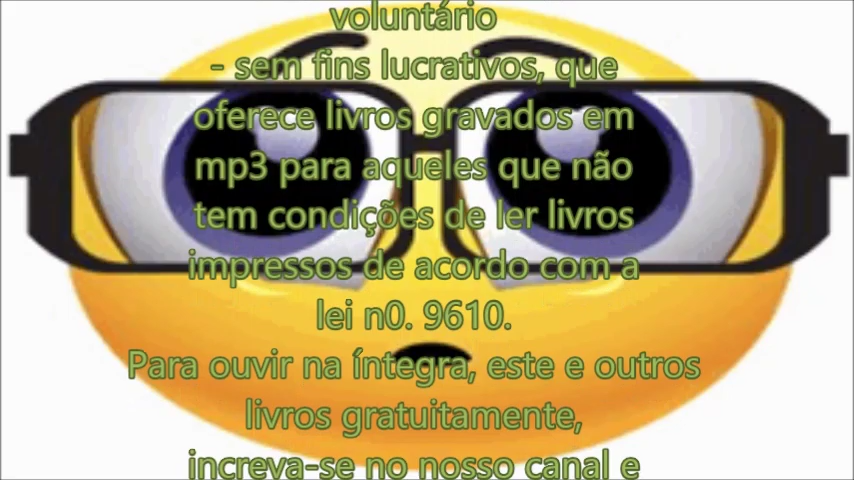 voluntário
- sem fins lucrativos, que
oferece livros gravados em
mp3 para aqueles que não
tem condições de ler livros
impressos de acordo com a
lei n0. 9610.
Para ouvir na íntegra, este e outros
livros gratuitamente,
increva-se no nosso canal e